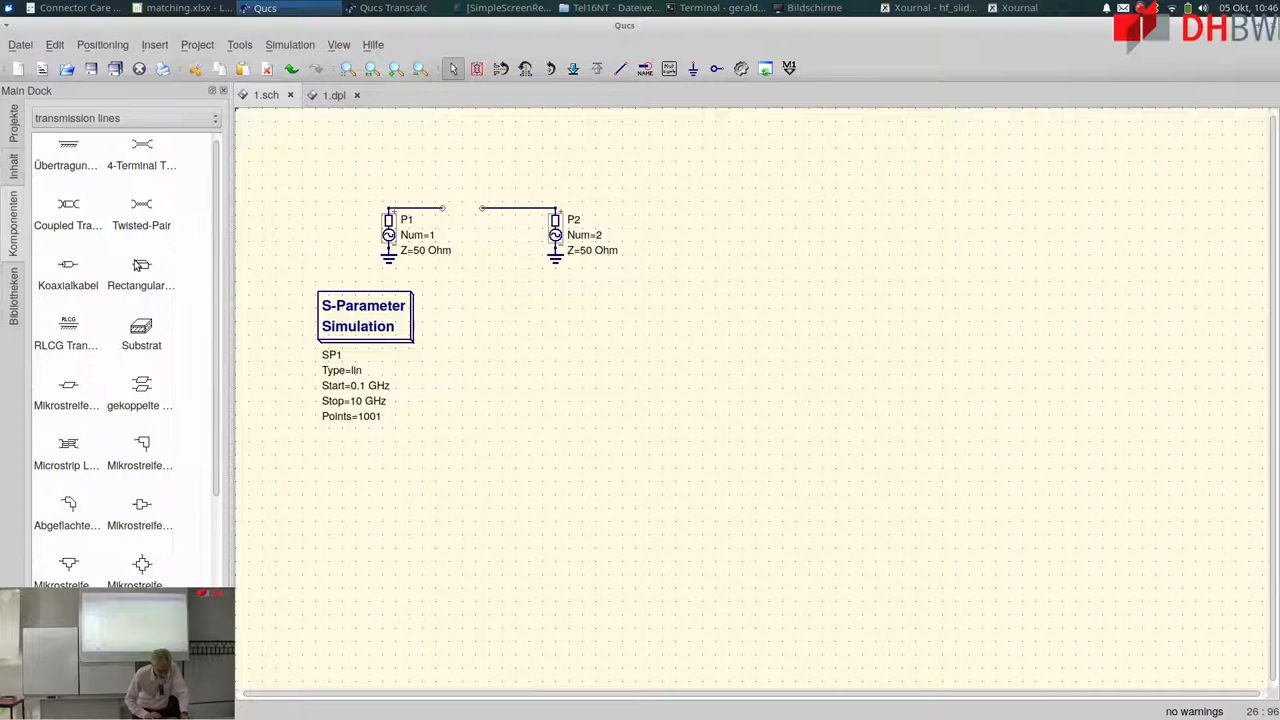 Connector Care ...
matching.xlsx - L...
Qucs
Qucs Transcalc
[SimpleScreenRe...
Tel16NT - Dateive...
Terminal - gerald...
Bildschirme
Xournal - hf_slid...
Xournal
05 Okt, 10:46
Qucs
DHBW
Datei Edit Positioning Insert Project Tools Simulation View Hilfe
NAME
M1
Main Dock
1.sch
1.dpl
Projekte
Inhalt
Komponenten
Bibliotheken
transmission lines
Übertragun... 4-Terminal T...
Coupled Tra... Twisted-Pair
Koaxialkabel Rectangular...
RLCG
RLCG Tran... Substrat
Mikrostreife... gekoppelte ...
Microstrip L... Mikrostreife...
Abgeflachte... Mikrostreife...
Mikrostreife... Mikrostreife...
P1
Num=1
Z=50 Ohm
P2
Num=2
Z=50 Ohm
S-Parameter
Simulation
SP1
Type=lin
Start=0.1 GHz
Stop=10 GHz
Points=1001
no warnings
26 : 96